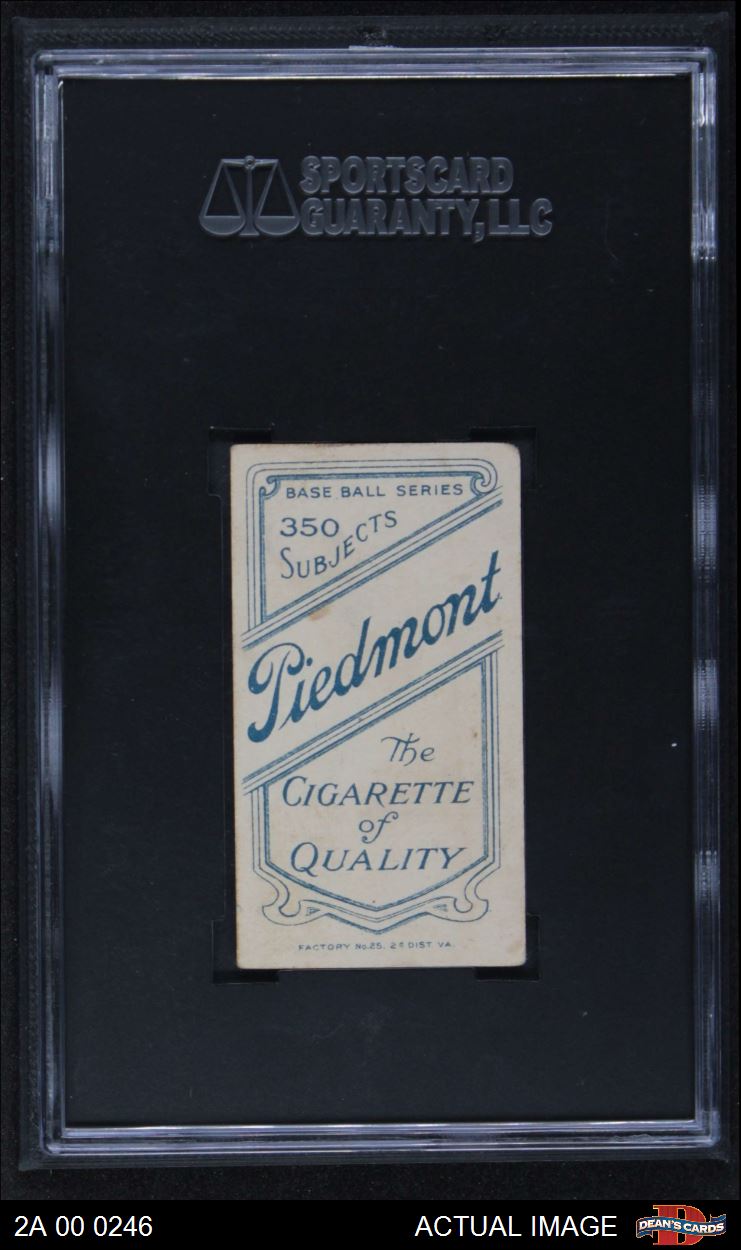 SPORTSCARD
GUARANTY, LLC
BASE BALL SERIES
350
SUBJECTS
Piedmont
The
CIGARETTE
of
QUALITY
FACTORY No. 25. 2d DIST. VA.
2A 00 0246
ACTUAL IMAGE
D
DEAN'S CARDS